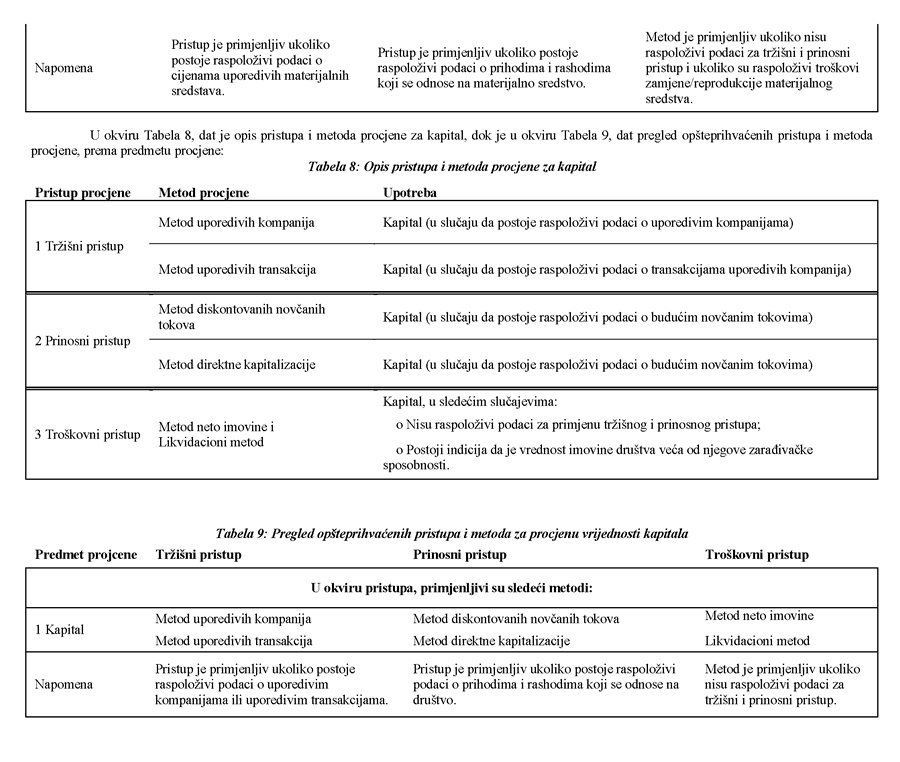 Napomena
Pristup je primjenljiv ukoliko
postoje raspoloživi podaci o
cijenama uporedivih materijalnih
sredstava.
Pristup je primjenljiv ukoliko postoje
raspoloživi podaci o prihodima i rashodima
koji se odnose na materijalno sredstvo.
Metod je primjenljiv ukoliko nisu
raspoloživi podaci za tržišni i prinosni
pristup i ukoliko su raspoloživi troškovi
zamjene/reprodukcije materijalnog
sredstva.
U okviru Tabela 8, dat je opis pristupa i metoda procjene za kapital, dok je u okviru Tabela 9, dat pregled opšteprihvaćenih pristupa i metoda
procjene, prema predmetu procjene:
Tabela 8: Opis pristupa i metoda procjene za kapital
Pristup procjene Metod procjene Upotreba
1 Tržišni pristup
Metod uporedivih kompanija
Kapital (u slučaju da postoje raspoloživi podaci o uporedivim kompanijama)
Metod uporedivih transakcija
Kapital (u slučaju da postoje raspoloživi podaci o transakcijama uporedivih kompanija)
2 Prinosni pristup
Metod diskontovanih novčanih
tokova
Kapital (u slučaju da postoje raspoloživi podaci o budućim novčanim tokovima)
Metod direktne kapitalizacije
Kapital (u slučaju da postoje raspoloživi podaci o budućim novčanim tokovima)
3 Troškovni pristup
Metod neto imovine i
Likvidacioni metod
Kapital, u sledećim slučajevima:
o Nisu raspoloživi podaci za primjenu tržišnog i prinosnog pristupa;
o Postoji indicija da je vrednost imovine društva veća od njegove zarađivačke
sposobnosti.
Tabela 9: Pregled opšteprihvaćenih pristupa i metoda za procjenu vrijednosti kapitala
Predmet projcene Tržišni pristup Prinosni pristup Troškovni pristup
U okviru pristupa, primjenljivi su sledeći metodi:
1 Kapital
Metod uporedivih kompanija
Metod uporedivih transakcija
Metod diskontovanih novčanih tokova
Metod direktne kapitalizacije
Metod neto imovine
Likvidacioni metod
Napomena
Pristup je primjenljiv ukoliko postoje
raspoloživi podaci o uporedivim
kompanijama ili uporedivim transakcijama.
Pristup je primjenljiv ukoliko postoje raspoloživi
podaci o prihodima i rashodima koji se odnose na
društvo.
Metod je primjenljiv ukoliko
nisu raspoloživi podaci za
tržišni i prinosni pristup.